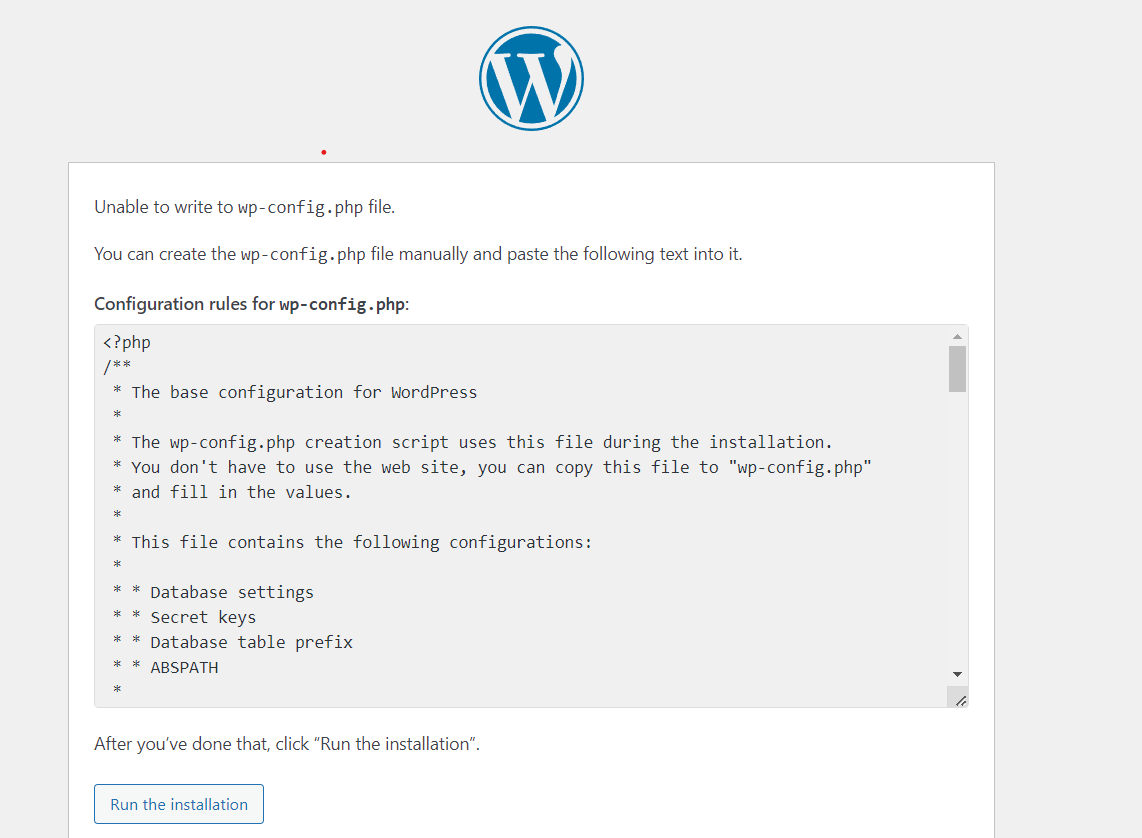 Unable to write to wp-config.php file.
You can create the wp-config.php file manually and paste the following text into it.
Configuration rules for wp-config.php:
<?php
/**
 * The base configuration for WordPress
 *
 * The wp-config.php creation script uses this file during the installation.
 * You don't have to use the web site, you can copy this file to "wp-config.php"
 * and fill in the values.
 *
 * This file contains the following configurations:
 *
 * * Database settings
 * * Secret keys
 * * Database table prefix
 * * ABSPATH
 *
After you’ve done that, click “Run the installation”.
Run the installation